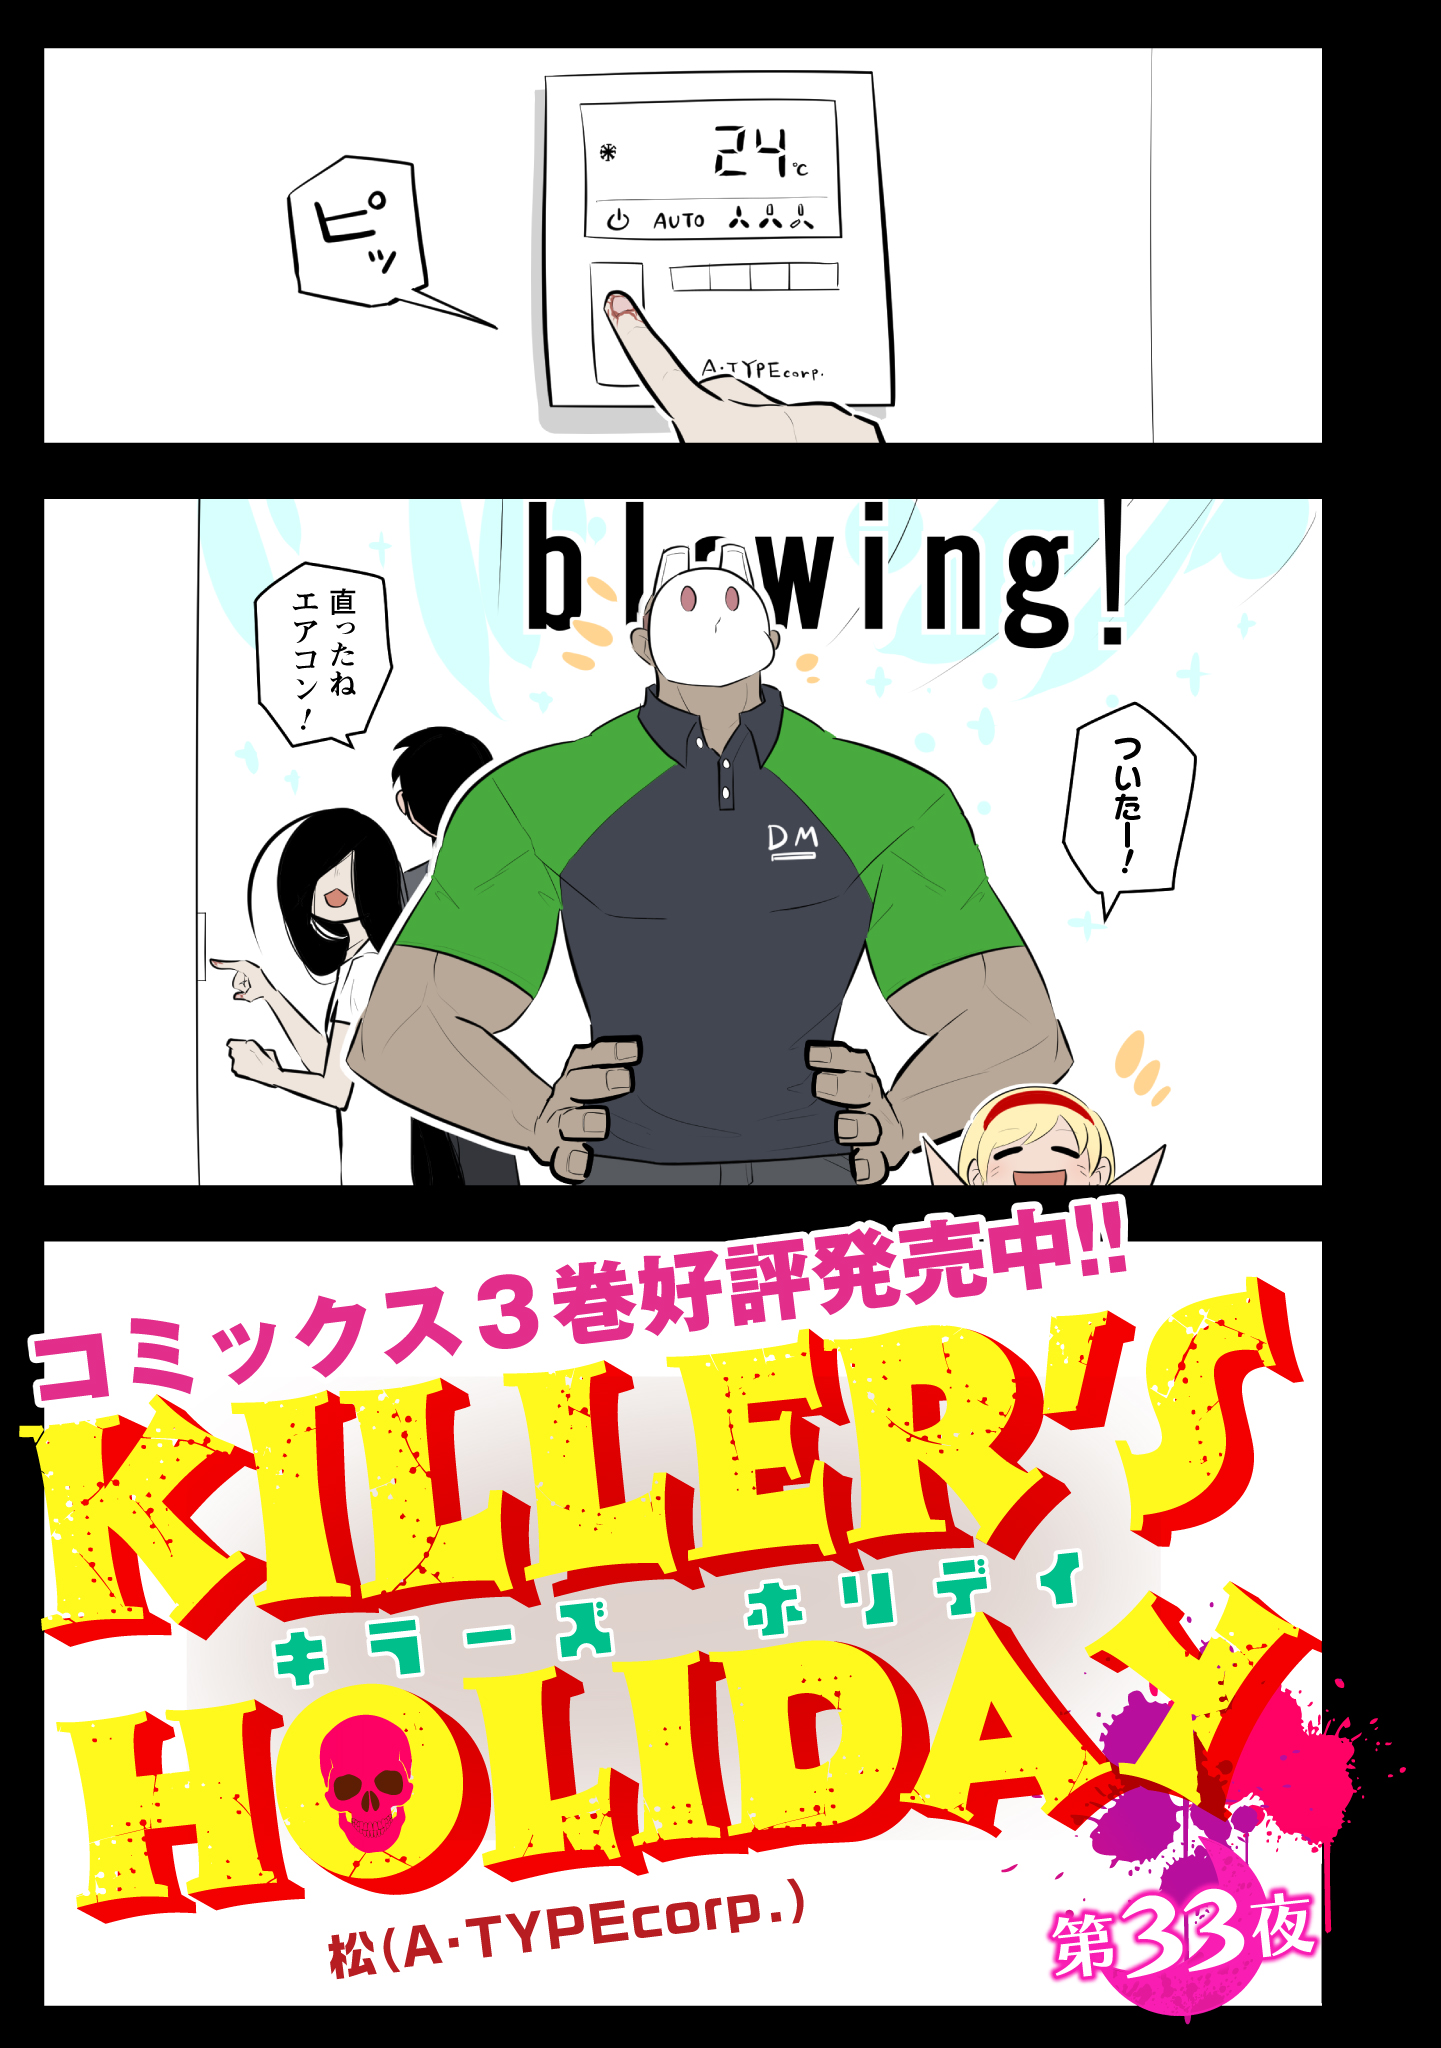 24℃
AUTO
ピッ
A・TYPEcorp.
blowing!
ついたー!
直ったね
エアコン!
DM
コミックス3巻好評発売中!!
KILLER'S
キラーズ ホリデイ
HOLIDAY
松(A・TYPEcorp.)
第33夜